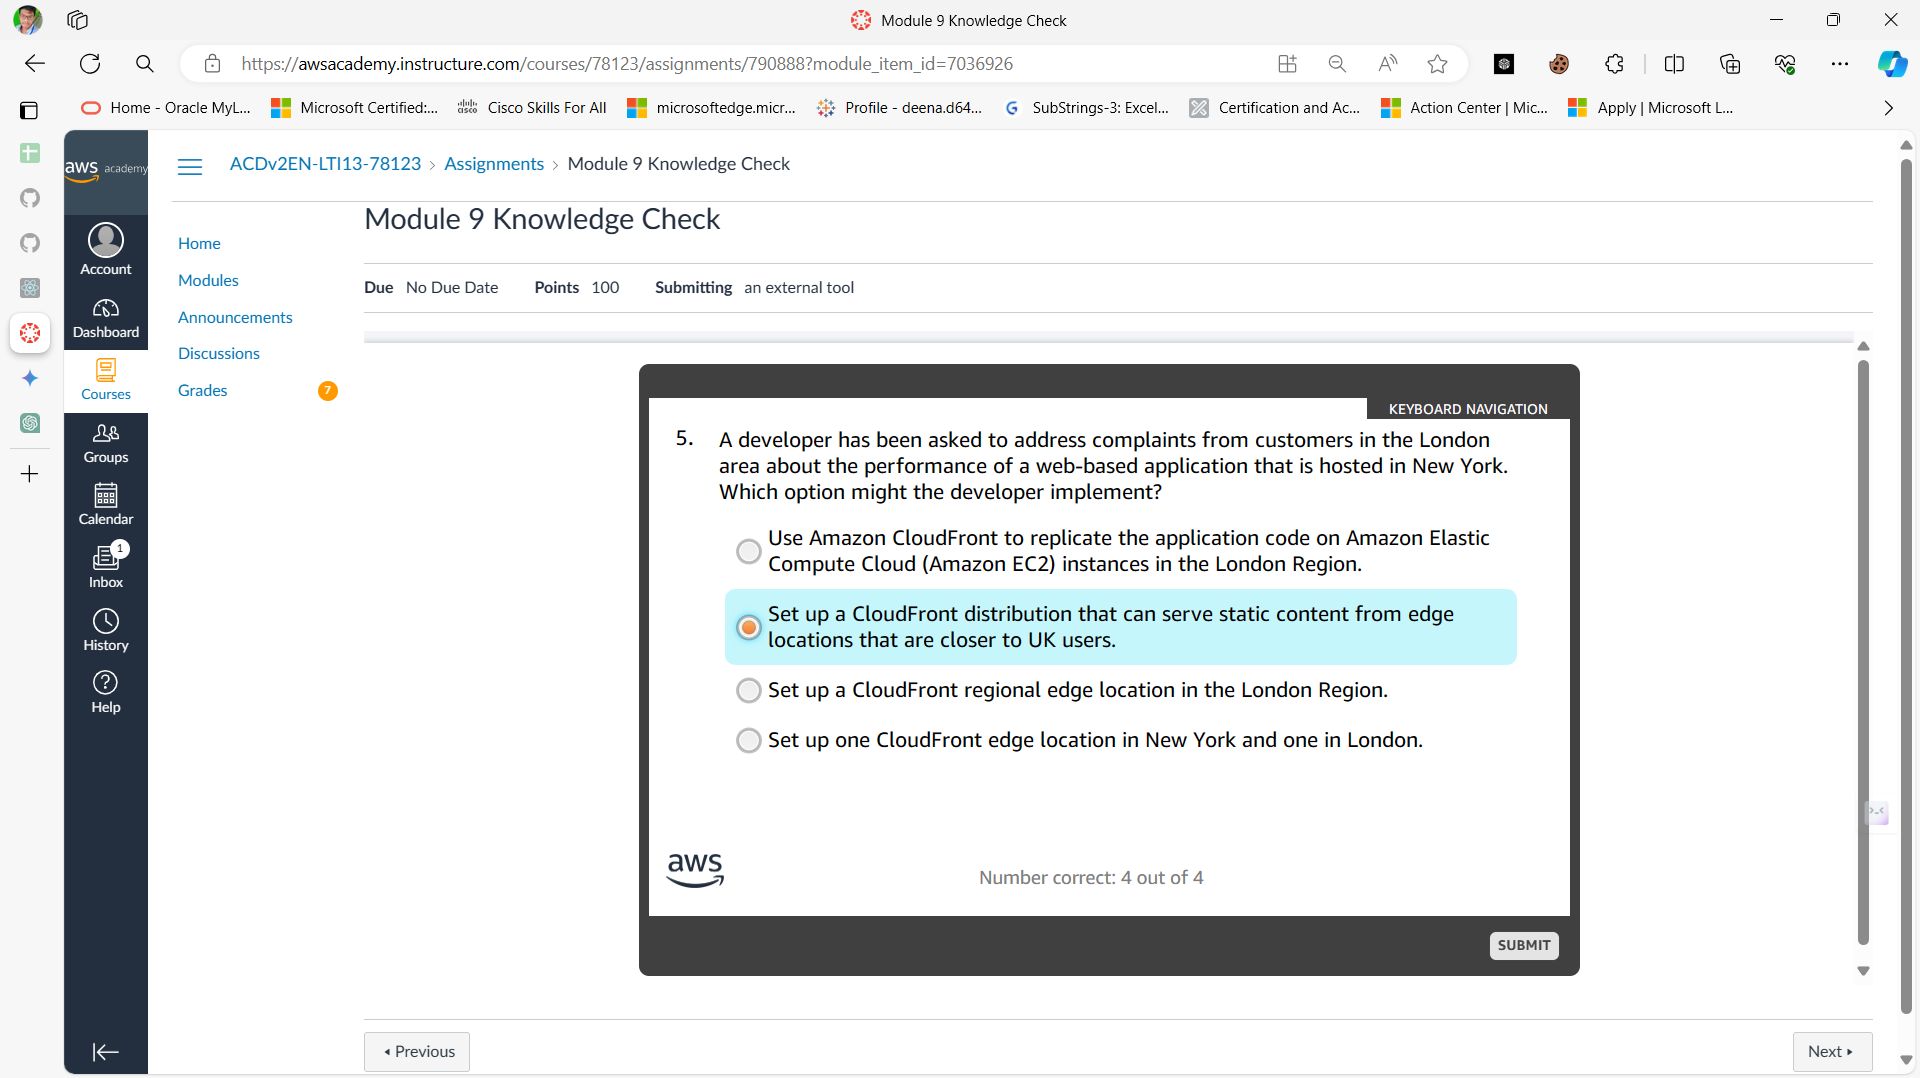 Module 9 Knowledge Check
https://awsacademy.instructure.com/courses/78123/assignments/790888?module_item_id=7036926
Home - Oracle MyL...
Microsoft Certified:...
Cisco Skills For All
microsoftedge.micr...
Profile - deena.d64...
SubStrings-3: Excel...
Certification and Ac...
Action Center | Mic...
Apply | Microsoft L...
aws academy
ACDv2EN-LTI13-78123 › Assignments › Module 9 Knowledge Check
Account
Dashboard
Courses
Groups
Calendar
1
Inbox
History
Help
Home
Modules
Announcements
Discussions
Grades 7
Module 9 Knowledge Check
Due No Due Date Points 100 Submitting an external tool
KEYBOARD NAVIGATION
5. A developer has been asked to address complaints from customers in the London
area about the performance of a web-based application that is hosted in New York.
Which option might the developer implement?
Use Amazon CloudFront to replicate the application code on Amazon Elastic
Compute Cloud (Amazon EC2) instances in the London Region.
Set up a CloudFront distribution that can serve static content from edge
locations that are closer to UK users.
Set up a CloudFront regional edge location in the London Region.
Set up one CloudFront edge location in New York and one in London.
aws
Number correct: 4 out of 4
SUBMIT
Previous
Next